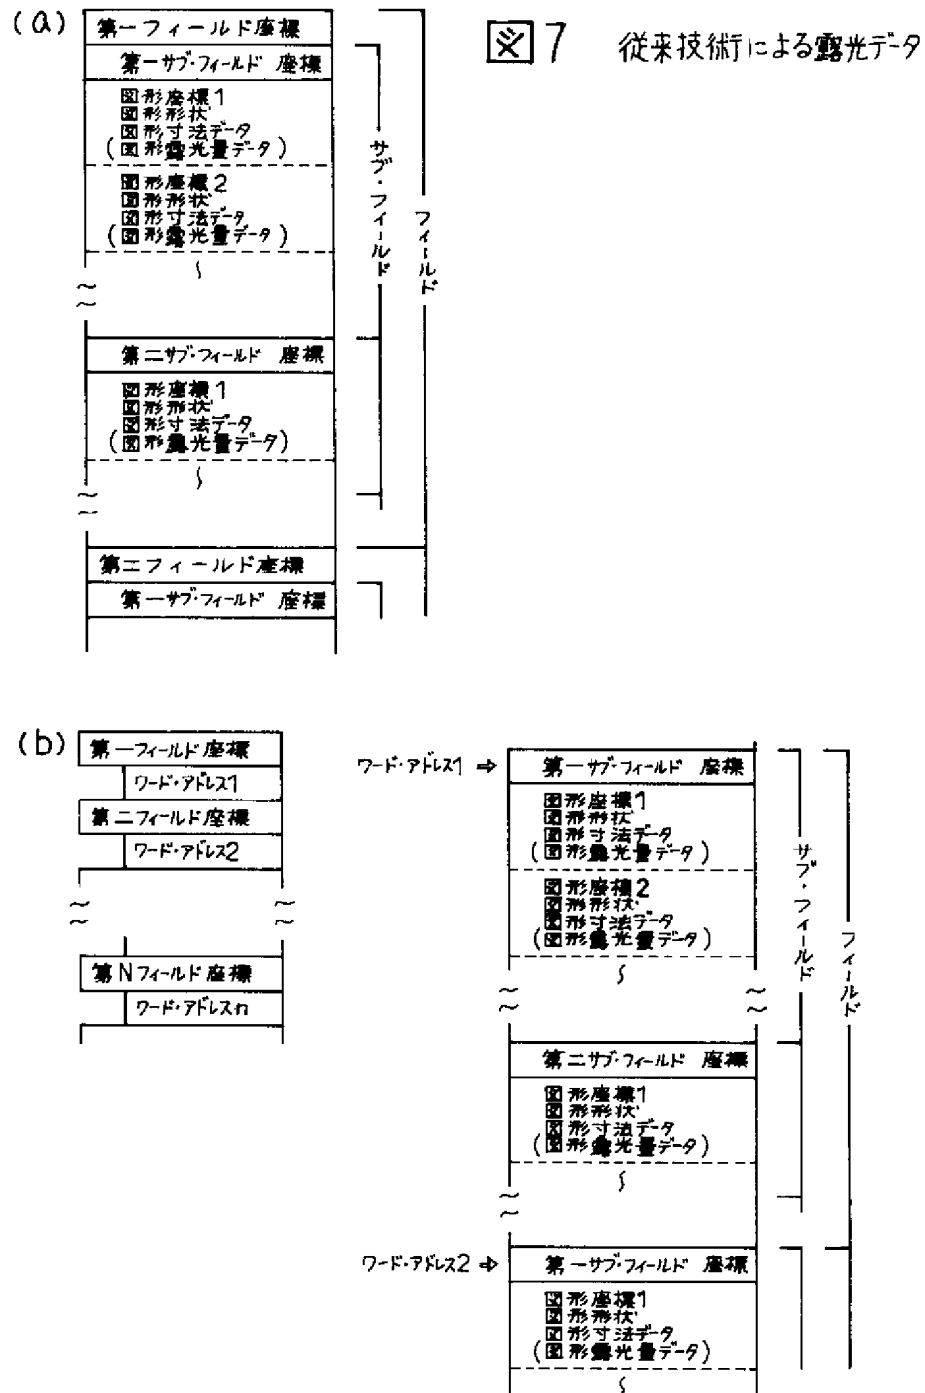 図7 従来技術による露光データ
(a)
第一フィールド座標
第一サブ・フィールド 座標
図形座標1
図形形状
図形寸法データ
(図形露光量データ)
図形座標2
図形形状
図形寸法データ
(図形露光量データ)
サブ・フィールド
フィールド
第二サブ・フィールド 座標
図形座標1
図形形状
図形寸法データ
(図形露光量データ)
第二フィールド座標
第一サブ・フィールド 座標
(b)
第一フィールド座標
ワード・アドレス1
第二フィールド座標
ワード・アドレス2
第Nフィールド座標
ワード・アドレスn
ワード・アドレス1 ⇨
第一サブ・フィールド 座標
図形座標1
図形形状
図形寸法データ
(図形露光量データ)
図形座標2
図形形状
図形寸法データ
(図形露光量データ)
サブ・フィールド
フィールド
第二サブ・フィールド 座標
図形座標1
図形形状
図形寸法データ
(図形露光量データ)
ワード・アドレス2 ⇨
第一サブ・フィールド 座標
図形座標1
図形形状
図形寸法データ
(図形露光量データ)